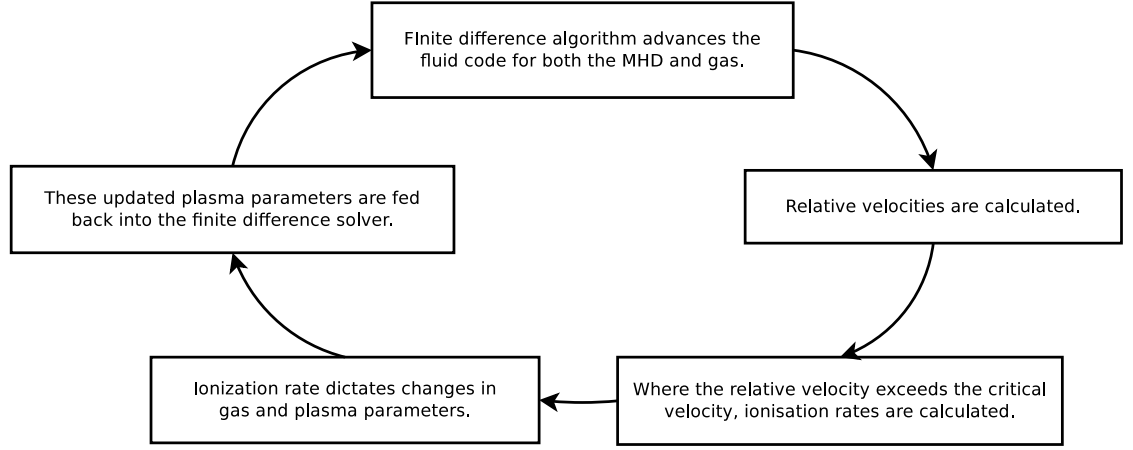 FInite difference algorithm advances the
fluid code for both the MHD and gas.
Relative velocities are calculated.
Where the relative velocity exceeds the critical
velocity, ionisation rates are calculated.
Ionization rate dictates changes in
gas and plasma parameters.
These updated plasma parameters are fed
back into the finite difference solver.